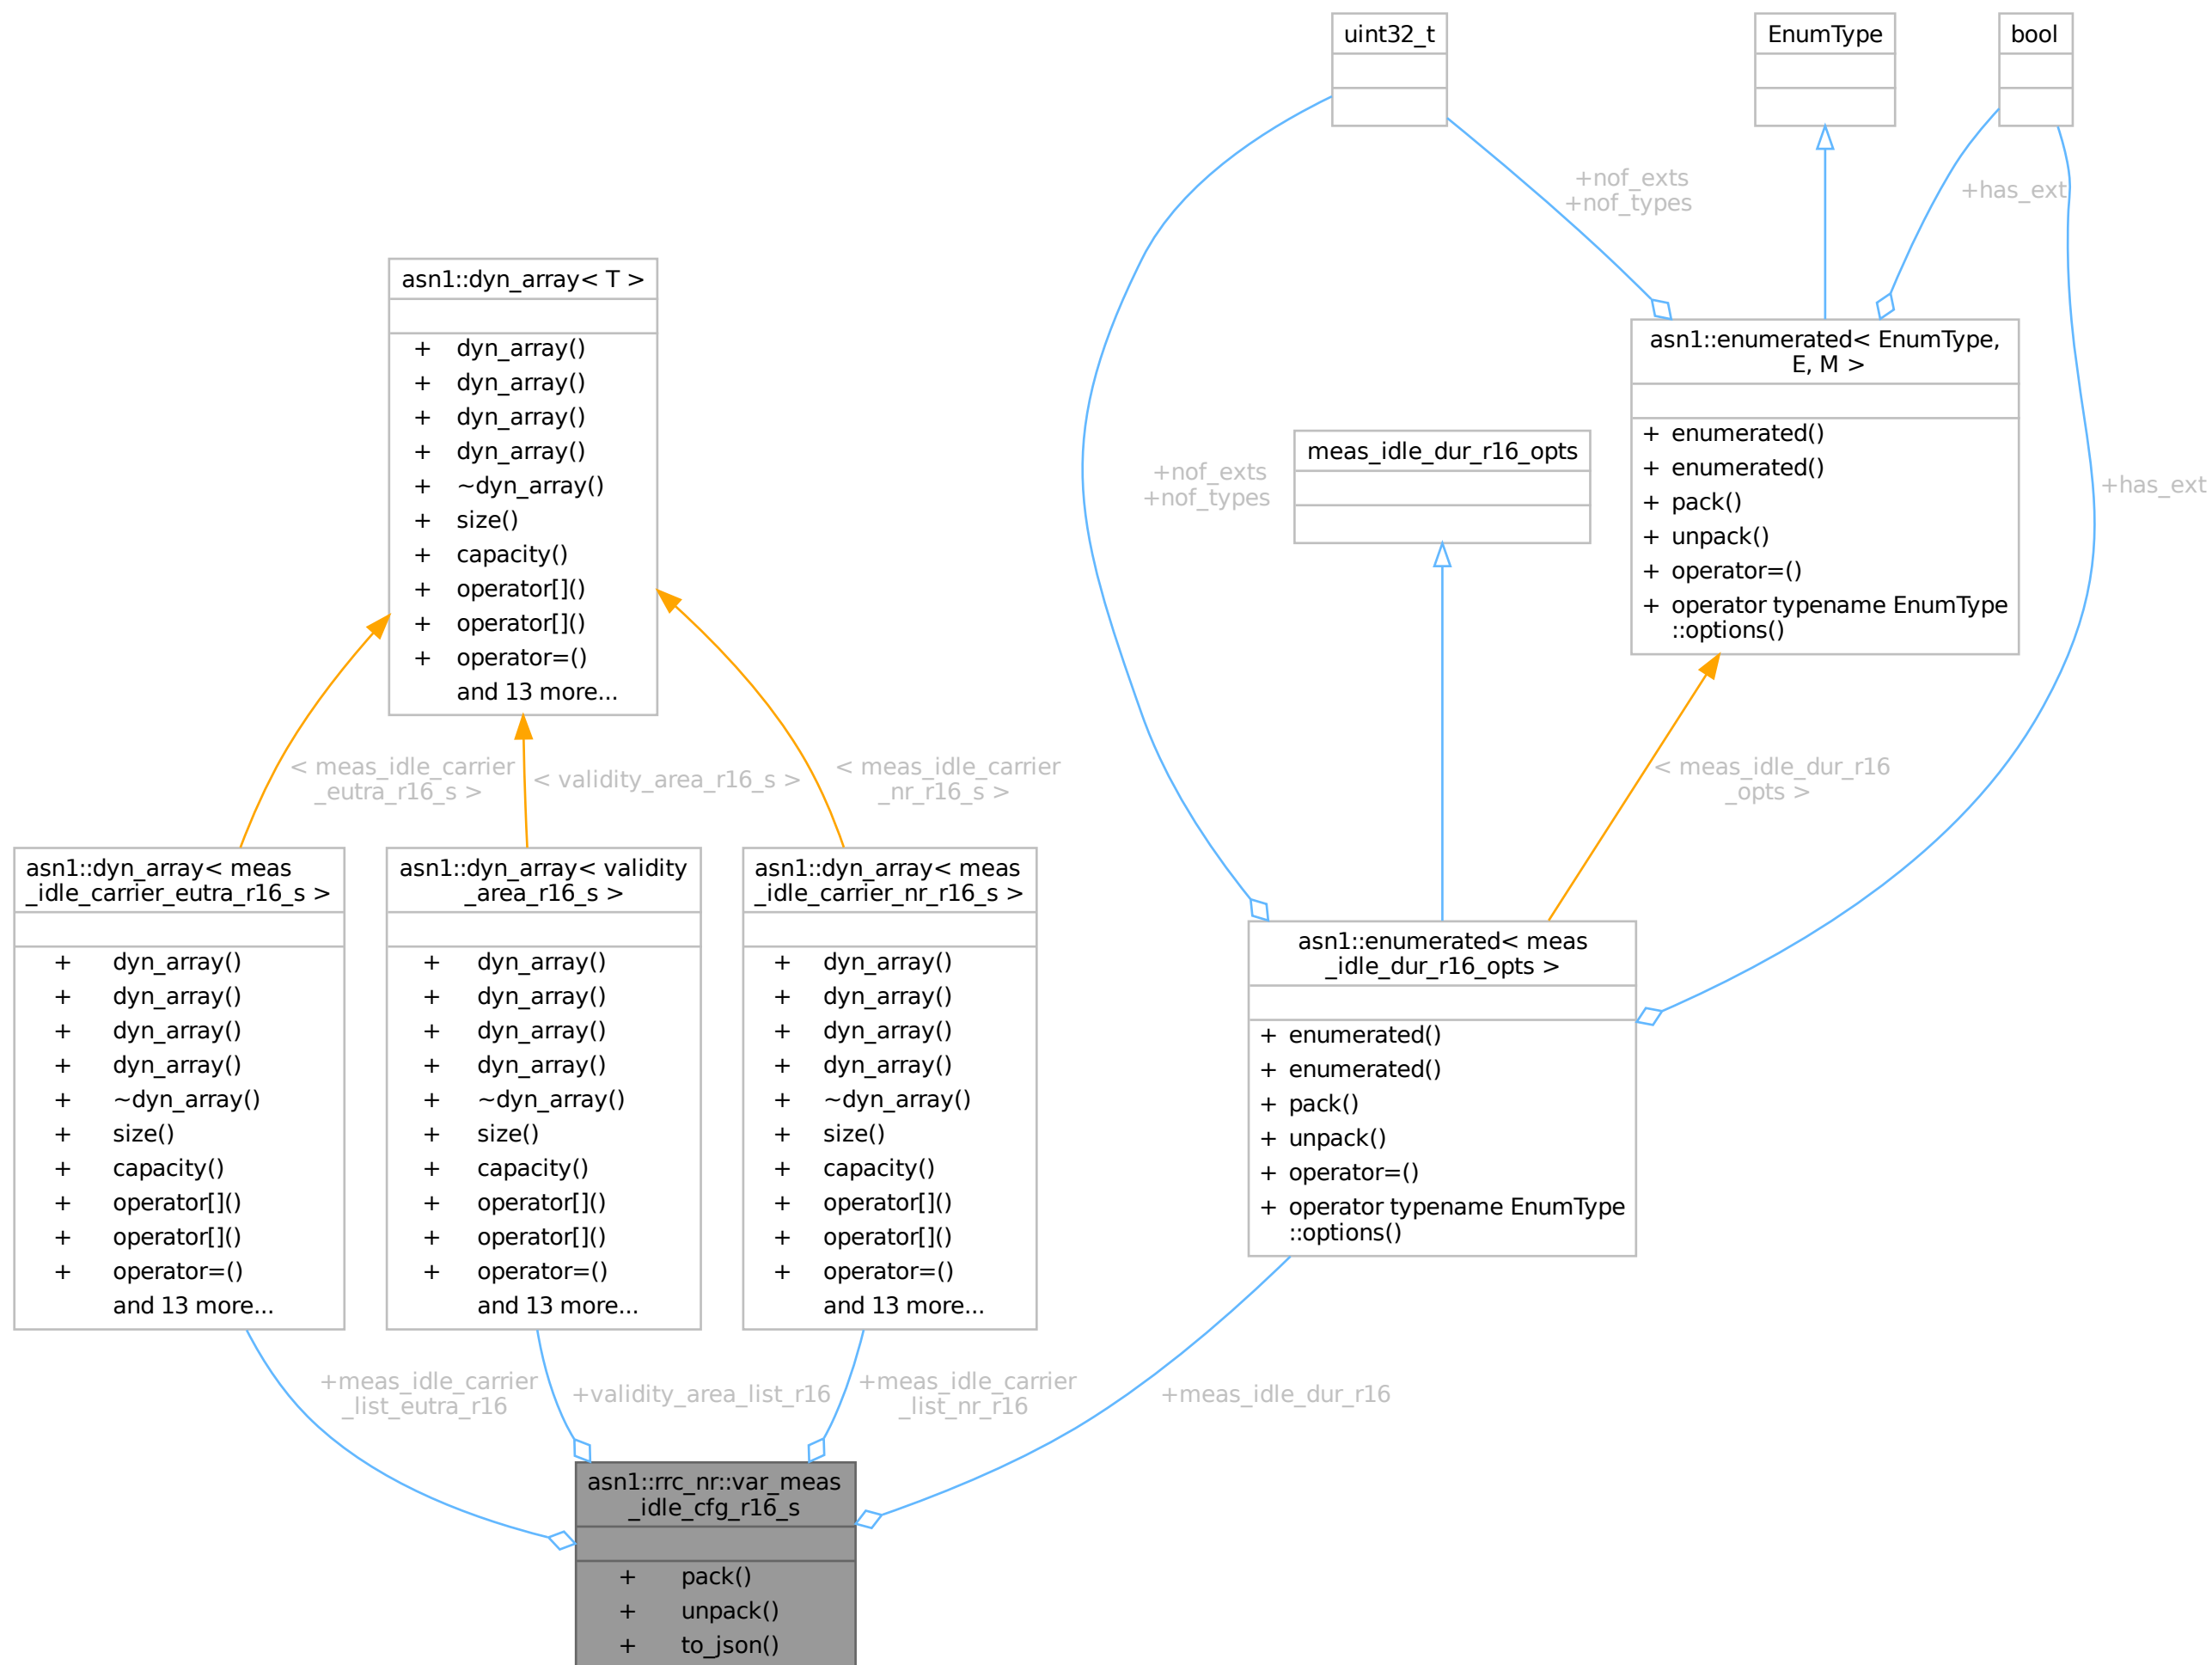 uint32_t
EnumType
bool
+nof_exts
+nof_types
+has_ext
asn1::dyn_array< T >
+ dyn_array()
+ dyn_array()
+ dyn_array()
+ dyn_array()
+ ~dyn_array()
+ size()
+ capacity()
+ operator[]()
+ operator[]()
+ operator=()
and 13 more...
asn1::enumerated< EnumType,
E, M >
+ enumerated()
+ enumerated()
+ pack()
+ unpack()
+ operator=()
+ operator typename EnumType
::options()
meas_idle_dur_r16_opts
+nof_exts
+nof_types
+has_ext
< meas_idle_carrier
_eutra_r16_s >
< validity_area_r16_s >
< meas_idle_carrier
_nr_r16_s >
< meas_idle_dur_r16
_opts >
asn1::dyn_array< meas
_idle_carrier_eutra_r16_s >
+ dyn_array()
+ dyn_array()
+ dyn_array()
+ dyn_array()
+ ~dyn_array()
+ size()
+ capacity()
+ operator[]()
+ operator[]()
+ operator=()
and 13 more...
asn1::dyn_array< validity
_area_r16_s >
+ dyn_array()
+ dyn_array()
+ dyn_array()
+ dyn_array()
+ ~dyn_array()
+ size()
+ capacity()
+ operator[]()
+ operator[]()
+ operator=()
and 13 more...
asn1::dyn_array< meas
_idle_carrier_nr_r16_s >
+ dyn_array()
+ dyn_array()
+ dyn_array()
+ dyn_array()
+ ~dyn_array()
+ size()
+ capacity()
+ operator[]()
+ operator[]()
+ operator=()
and 13 more...
asn1::enumerated< meas
_idle_dur_r16_opts >
+ enumerated()
+ enumerated()
+ pack()
+ unpack()
+ operator=()
+ operator typename EnumType
::options()
+meas_idle_carrier
_list_eutra_r16
+validity_area_list_r16
+meas_idle_carrier
_list_nr_r16
+meas_idle_dur_r16
asn1::rrc_nr::var_meas
_idle_cfg_r16_s
+ pack()
+ unpack()
+ to_json()